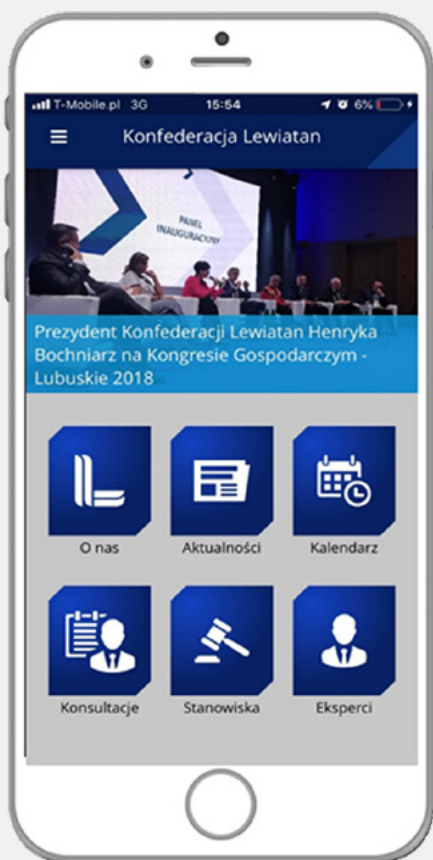 T-Mobile.pl 3G 15:54 6%
Konfederacja Lewiatan
PANEL
INAUGURACYJNY
Prezydent Konfederacji Lewiatan Henryka
Bochniarz na Kongresie Gospodarczym -
Lubuskie 2018
O nas Aktualności Kalendarz
Konsultacje Stanowiska Eksperci